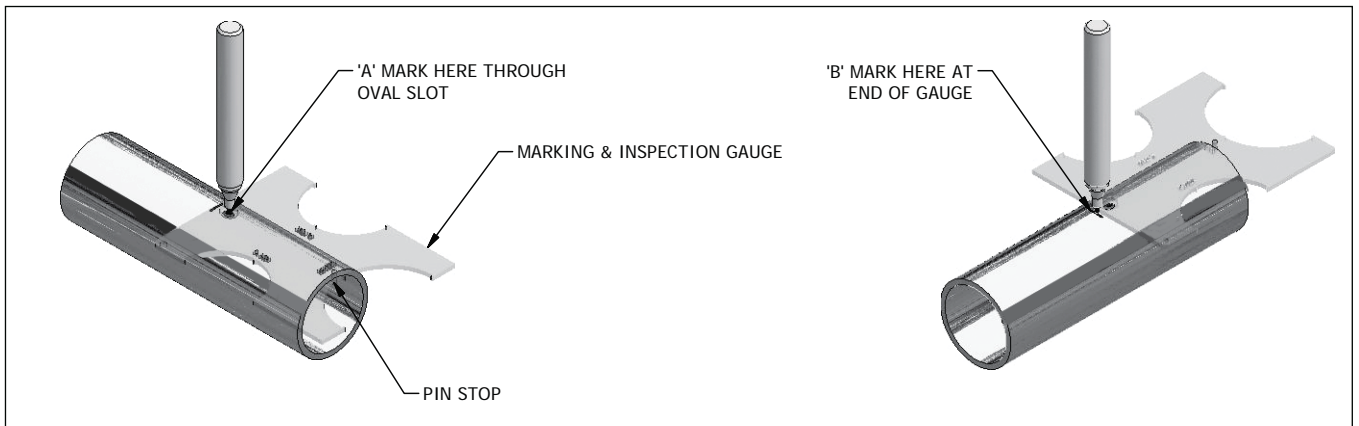 'A' MARK HERE THROUGH
OVAL SLOT
MARKING & INSPECTION GAUGE
PIN STOP
'B' MARK HERE AT
END OF GAUGE